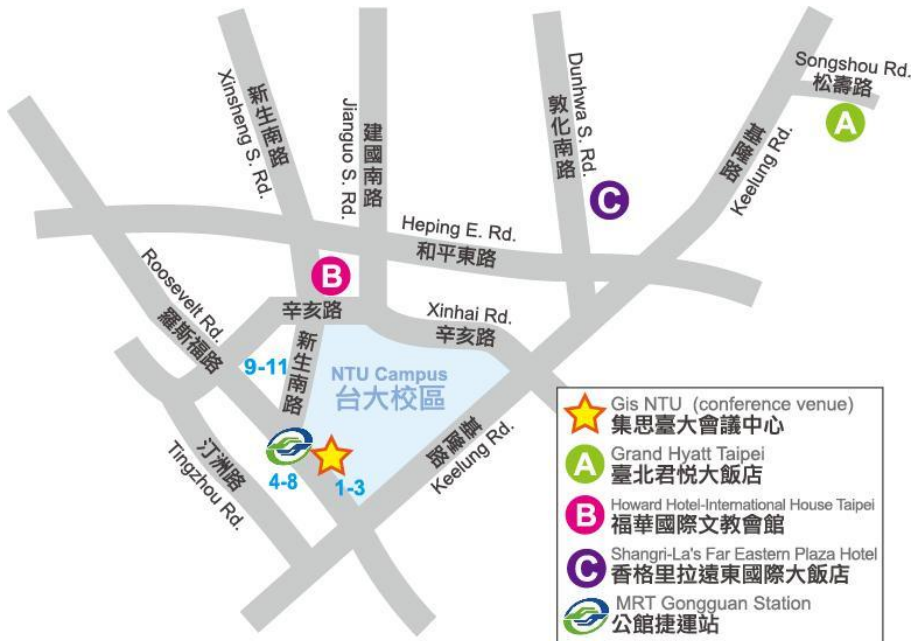 Songshou Rd.
松壽路
A
Xinsheng S. Rd.
新生南路
Jianguo S. Rd.
建國南路
Dunhwa S. Rd.
敦化南路
基隆路
Keelung Rd.
C
Heping E. Rd.
和平東路
B
Roosevelt Rd.
羅斯福路
辛亥路
Xinhai Rd.
辛亥路
新生南路
9-11
NTU Campus
台大校區
汀洲路
Tingzhou Rd.
4-8
1-3
基隆路
Keelung Rd.
Gis NTU (conference venue)
集思臺大會議中心
A
Grand Hyatt Taipei
臺北君悅大飯店
B
Howard Hotel-International House Taipei
福華國際文教會館
C
Shangri-La's Far Eastern Plaza Hotel
香格里拉遠東國際大飯店
MRT Gongguan Station
公館捷運站